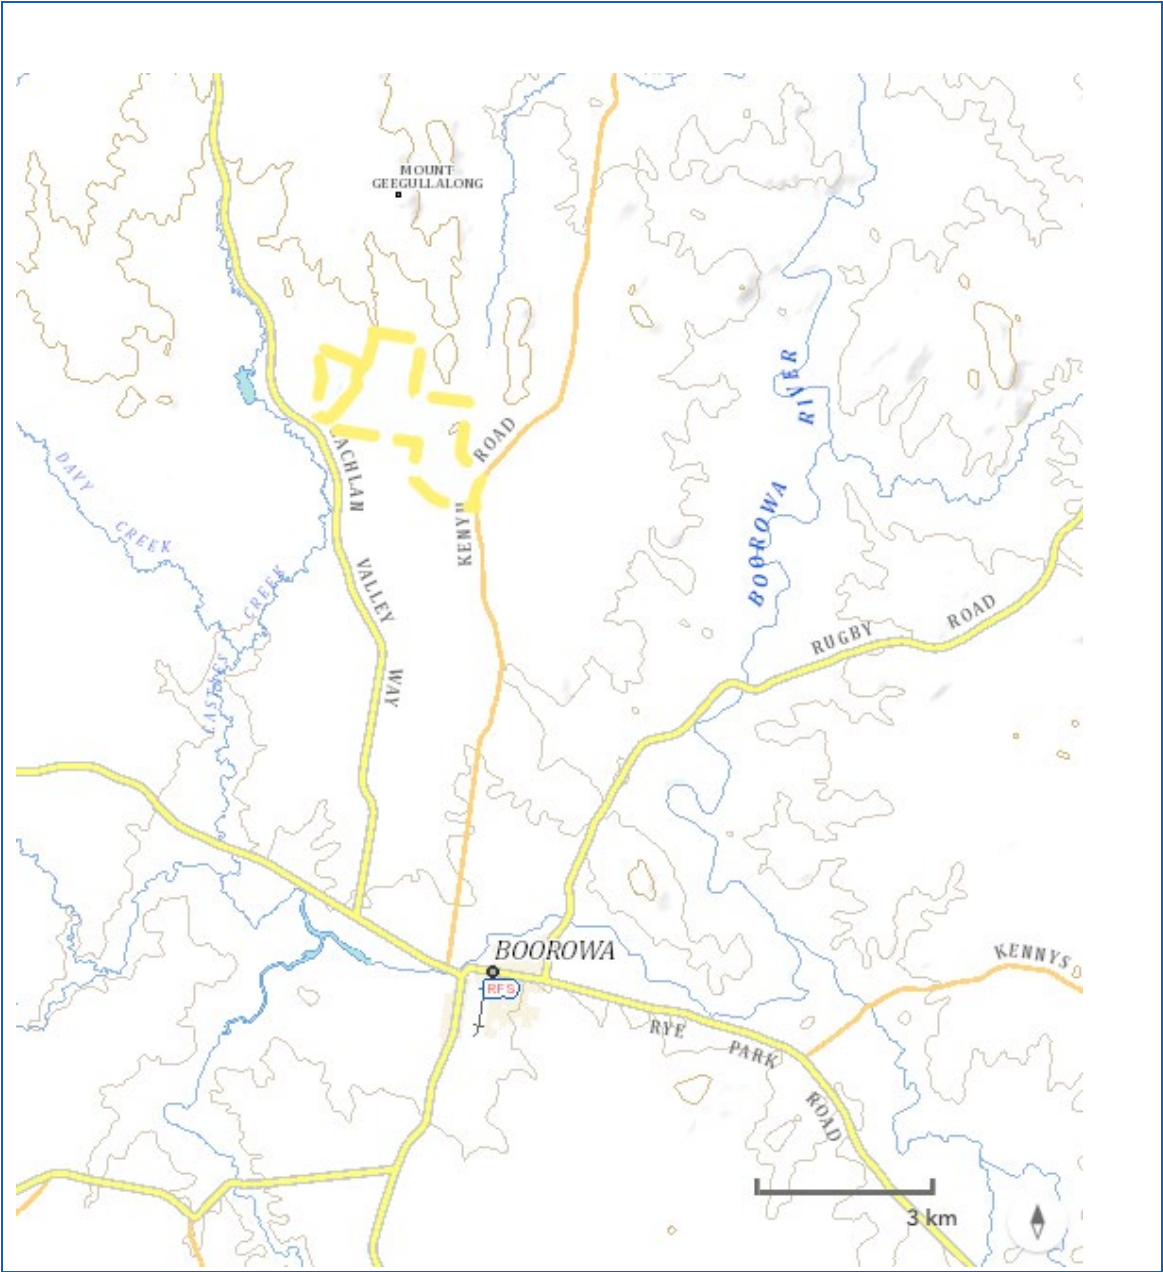 MOUNT
GEEGULLALONG
ROAD
RIVER
DAVY
CREEK
ACHLAN
VALLEY
WAY
BOOROWA
CREEK
ROAD
RUGBY
BOOROWA
RFS
KENNYS
RYE
PARK
ROAD
3 km